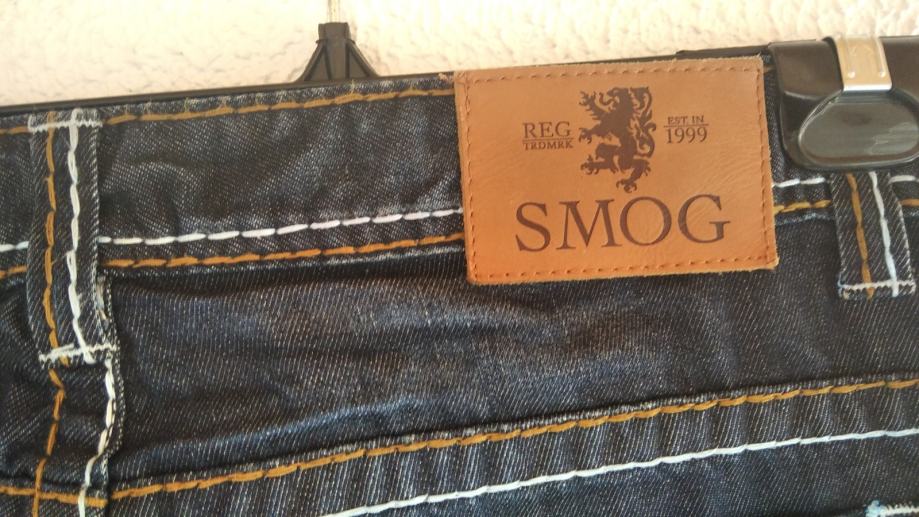 REG
TRDMRK
EST. IN
1999
SMOG